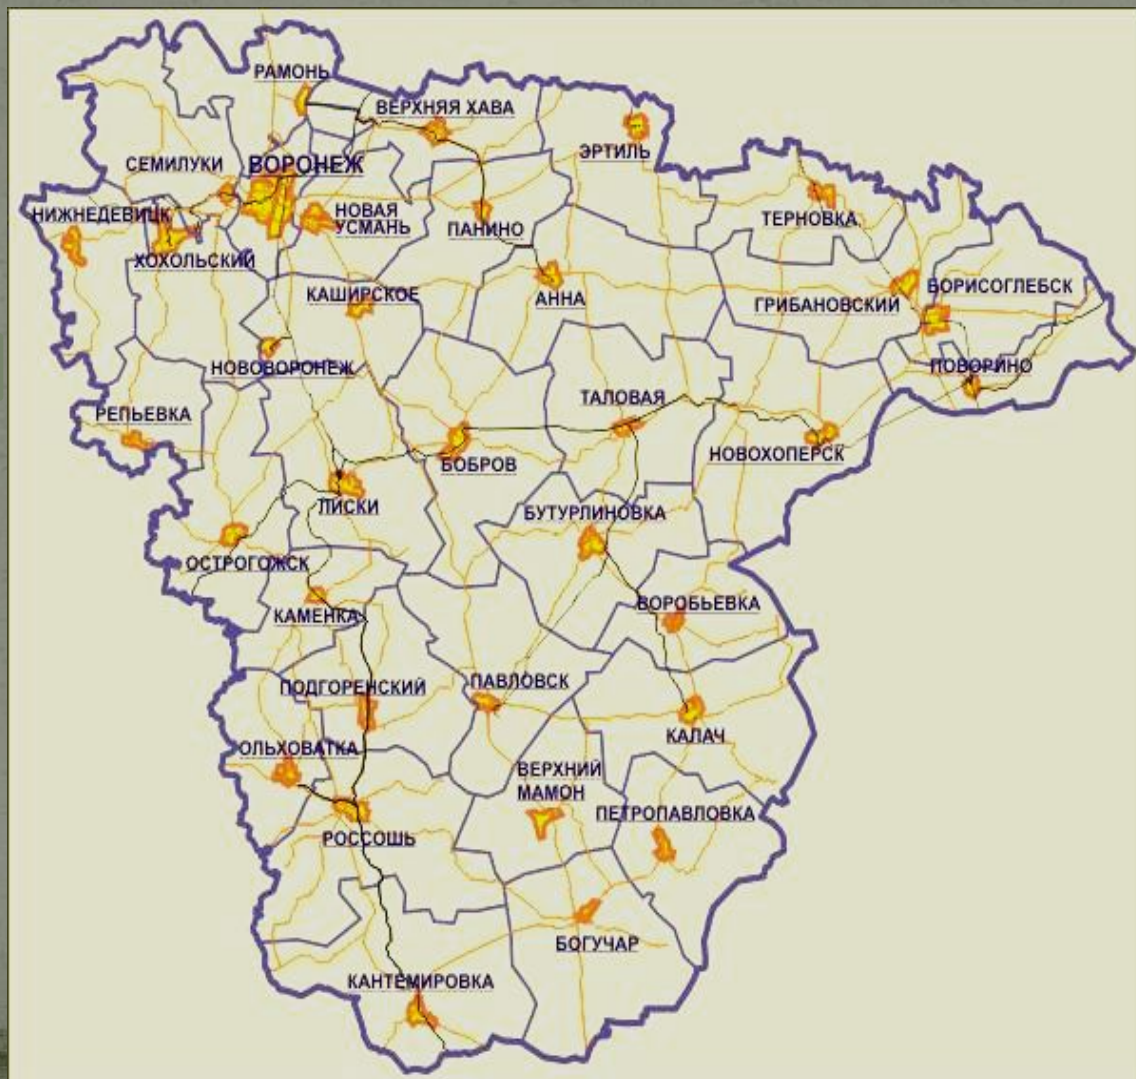 РАМОНЬ
ВЕРХНЯЯ ХАВА
ЭРТИЛЬ
СЕМИЛУКИ
ВОРОНЕЖ
НИЖНЕДЕВИЦК
НОВАЯ
УСМАНЬ
ПАНИНО
ТЕРНОВКА
ХОХОЛЬСКИЙ
КАШИРСКОЕ
АННА
ГРИБАНОВСКИЙ
БОРИСОГЛЕБСК
НОВОВОРОНЕЖ
ПОВОРИНО
РЕПЬЕВКА
ТАЛОВАЯ
БОБРОВ
НОВОХОПЕРСК
ЛИСКИ
БУТУРЛИНОВКА
ОСТРОГОЖСК
КАМЕНКА
ВОРОБЬЕВКА
ПОДГОРЕНСКИЙ
ПАВЛОВСК
КАЛАЧ
ОЛЬХОВАТКА
ВЕРХНИЙ
МАМОН
ПЕТРОПАВЛОВКА
РОССОШЬ
БОГУЧАР
КАНТЕМИРОВКА